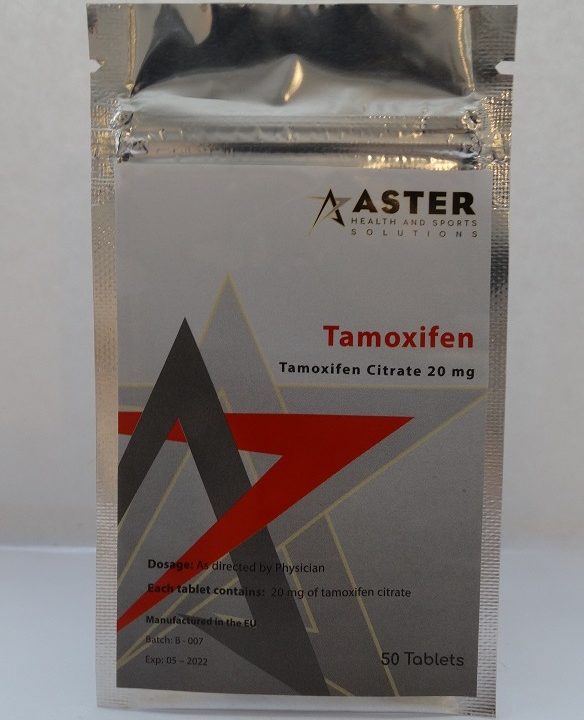 ASTER
HEALTH AND SPORTS
SOLUTIONS
Tamoxifen
Tamoxifen Citrate 20 mg
Dosage: As directed by Physician
Each tablet contains: 20 mg of tamoxifen citrate
Manufactured in the EU
Batch: B - 007
Exp: 05 – 2022
50 Tablets